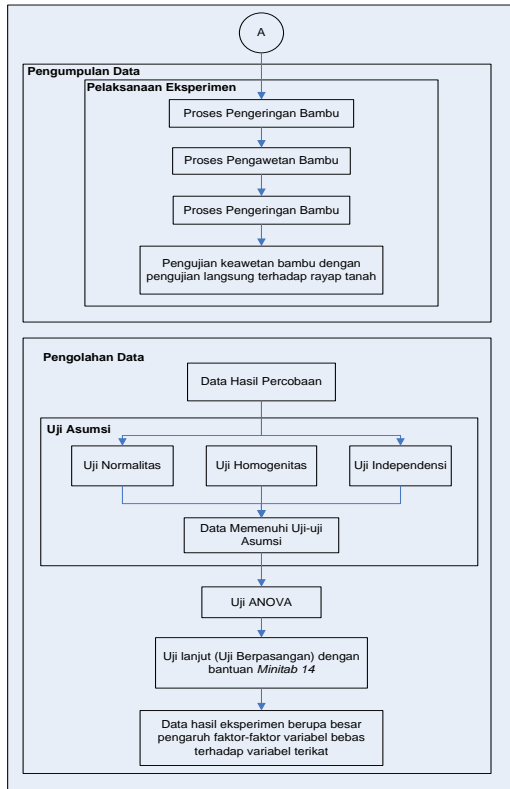 A
Pengumpulan Data
Pelaksanaan Eksperimen
Proses Pengeringan Bambu
Proses Pengawetan Bambu
Proses Pengeringan Bambu
Pengujian keawetan bambu dengan
pengujian langsung terhadap rayap tanah
Pengolahan Data
Data Hasil Percobaan
Uji Asumsi
Uji Normalitas
Uji Homogenitas
Uji Independensi
Data Memenuhi Uji-uji
Asumsi
Uji ANOVA
Uji lanjut (Uji Berpasangan) dengan
bantuan Minitab 14
Data hasil eksperimen berupa besar
pengaruh faktor-faktor variabel bebas
terhadap variabel terikat